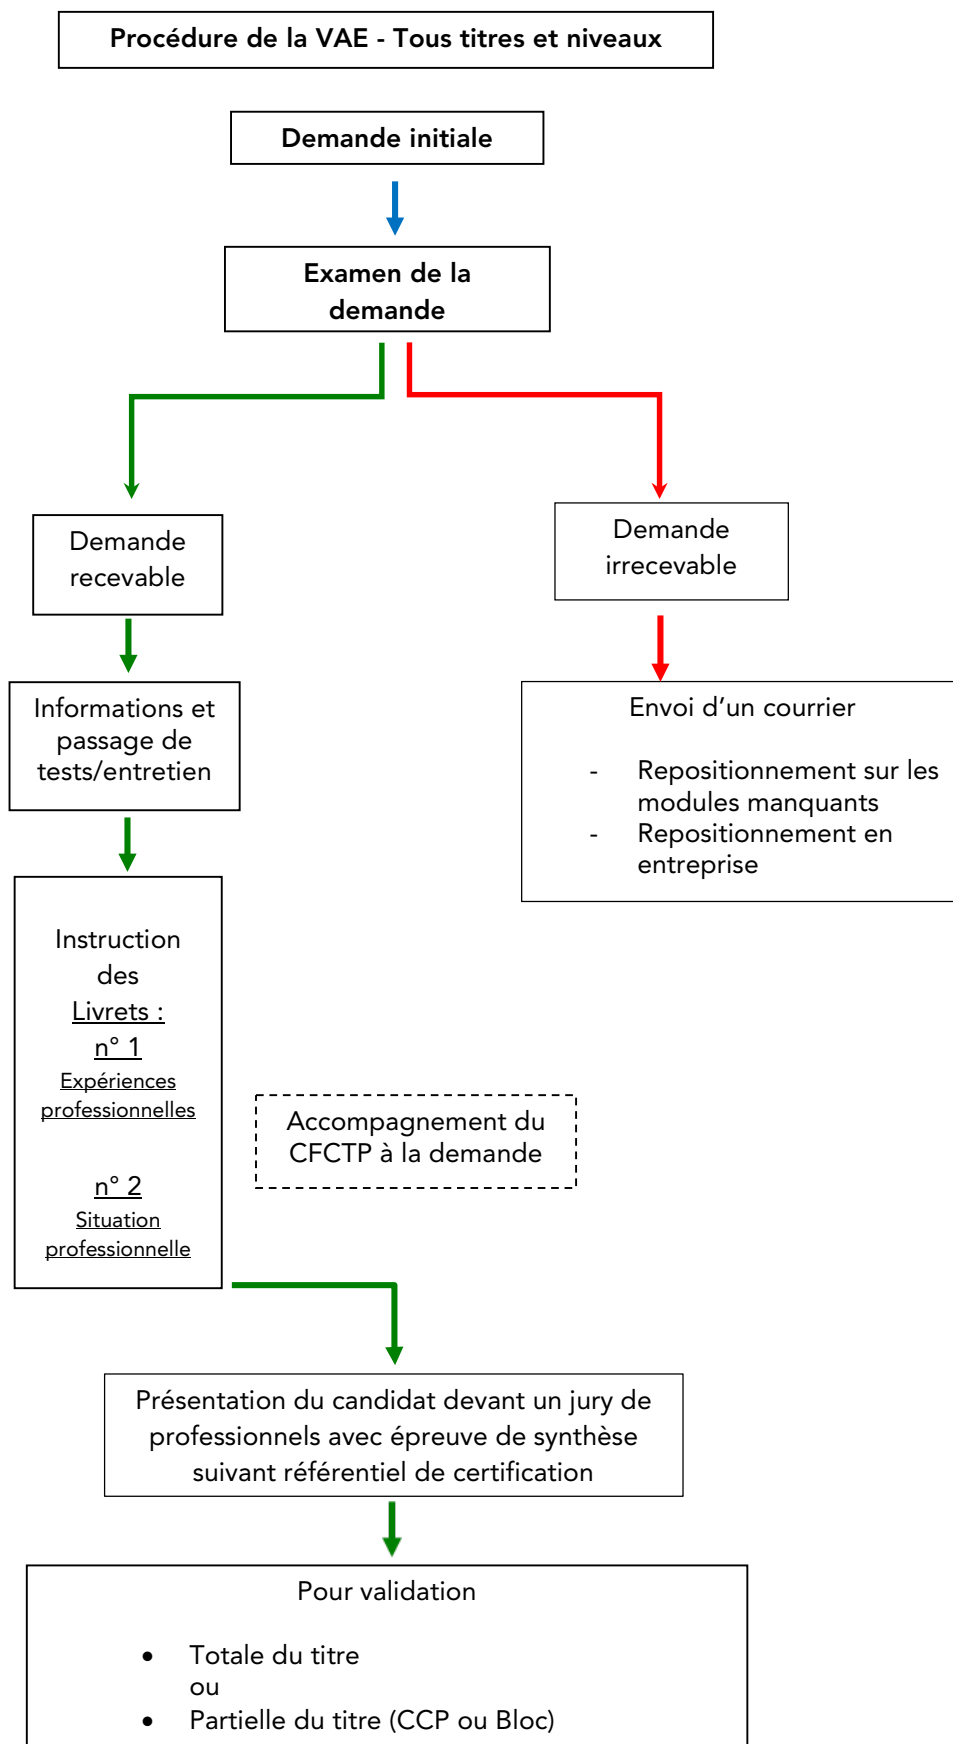 Procédure de la VAE - Tous titres et niveaux
Demande initiale
Examen de la
demande
Demande
recevable
Demande
irrecevable
Informations et
passage de
tests/entretien
Envoi d’un courrier
- Repositionnement sur les
modules manquants
- Repositionnement en
entreprise
Instruction
des
Livrets :
n° 1
Expériences
professionnelles
n° 2
Situation
professionnelle
Accompagnement du
CFCTP à la demande
Présentation du candidat devant un jury de
professionnels avec épreuve de synthèse
suivant référentiel de certification
Pour validation
• Totale du titre
ou
• Partielle du titre (CCP ou Bloc)